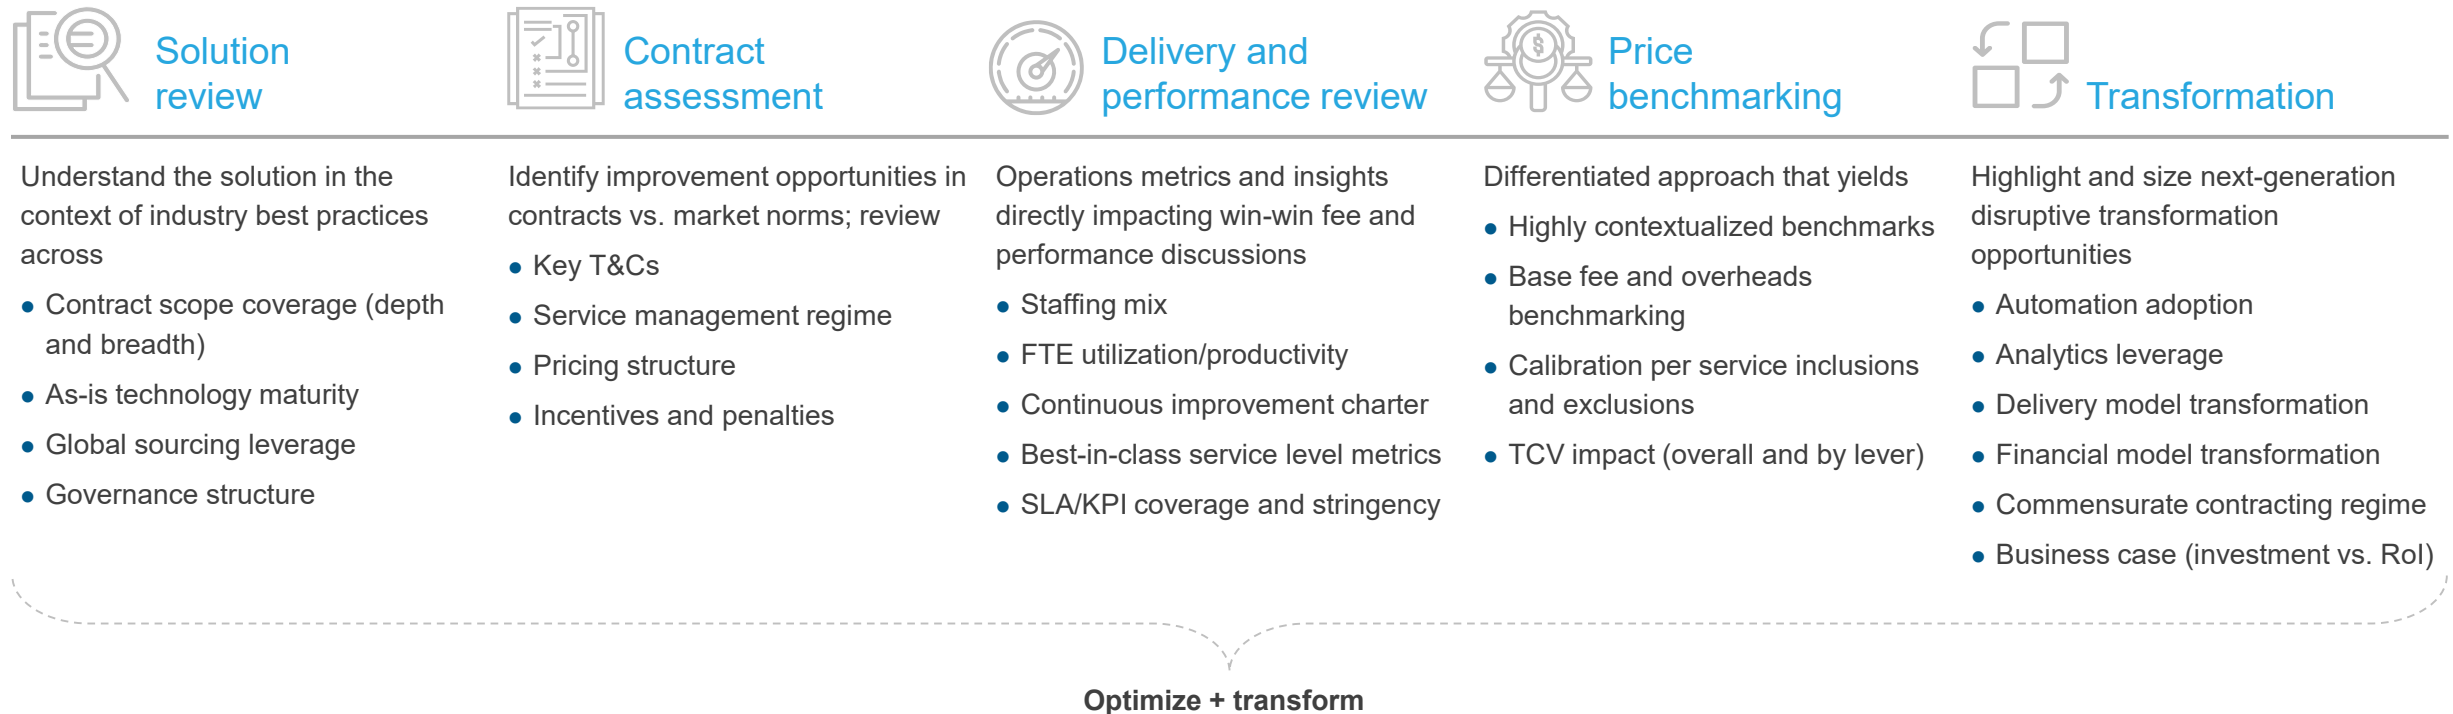 Solution
review
Understand the solution in the
context of industry best practices
across
● Contract scope coverage (depth
and breadth)
● As-is technology maturity
● Global sourcing leverage
● Governance structure
Contract
assessment
Identify improvement opportunities in
contracts vs. market norms; review
● Key T&Cs
● Service management regime
● Pricing structure
● Incentives and penalties
Delivery and
performance review
Operations metrics and insights
directly impacting win-win fee and
performance discussions
● Staffing mix
● FTE utilization/productivity
● Continuous improvement charter
● Best-in-class service level metrics
● SLA/KPI coverage and stringency
$
Price
benchmarking
Differentiated approach that yields
● Highly contextualized benchmarks
● Base fee and overheads
benchmarking
● Calibration per service inclusions
and exclusions
● TCV impact (overall and by lever)
Transformation
Highlight and size next-generation
disruptive transformation
opportunities
● Automation adoption
● Analytics leverage
● Delivery model transformation
● Financial model transformation
● Commensurate contracting regime
● Business case (investment vs. RoI)
Optimize + transform